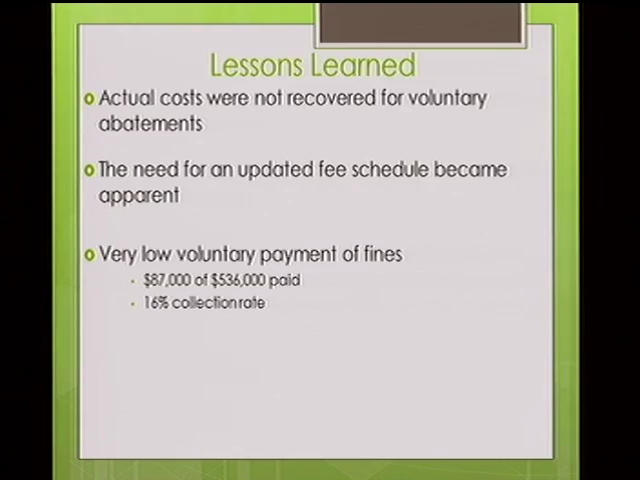 Lessons Learned
Actual costs were not recovered for voluntary
abatements
The need for an updated fee schedule became
apparent
Very low voluntary payment of fines
$87,000 of $536,000 paid
16% collection rate